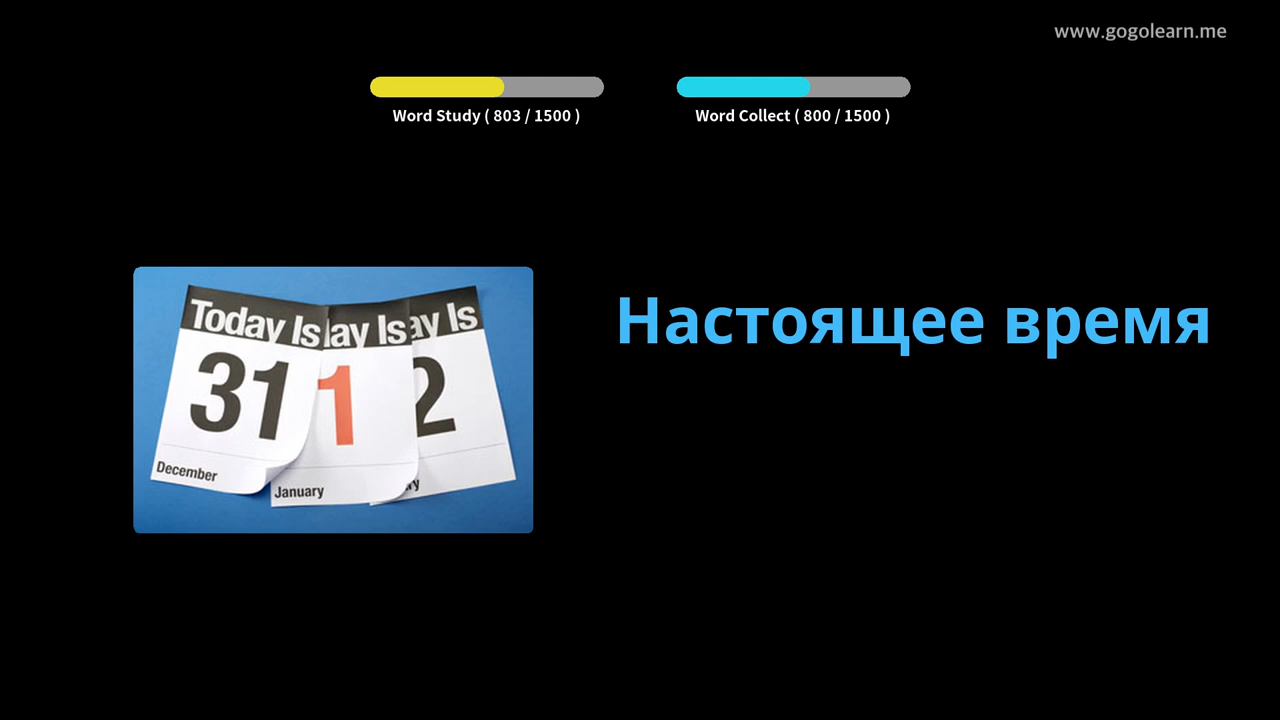 www.gogolearn.me
Word Study ( 803 / 1500 )
Word Collect ( 800 / 1500 )
Настоящее время
Today Is
ay Is
ay Is
31
1
2
December
January
ry